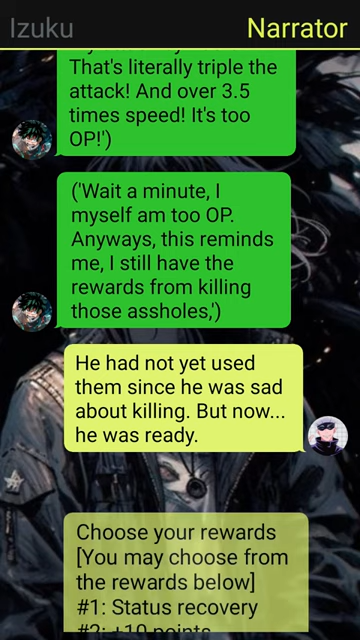 Izuku
Narrator
That's literally triple the
attack! And over 3.5
times speed! It's too
OP!')
('Wait a minute, I
myself am too OP.
Anyways, this reminds
me, I still have the
rewards from killing
those assholes,')
He had not yet used
them since he was sad
about killing. But now...
he was ready.
Choose your rewards
[You may choose from
the rewards below]
#1: Status recovery
#2: +10 points